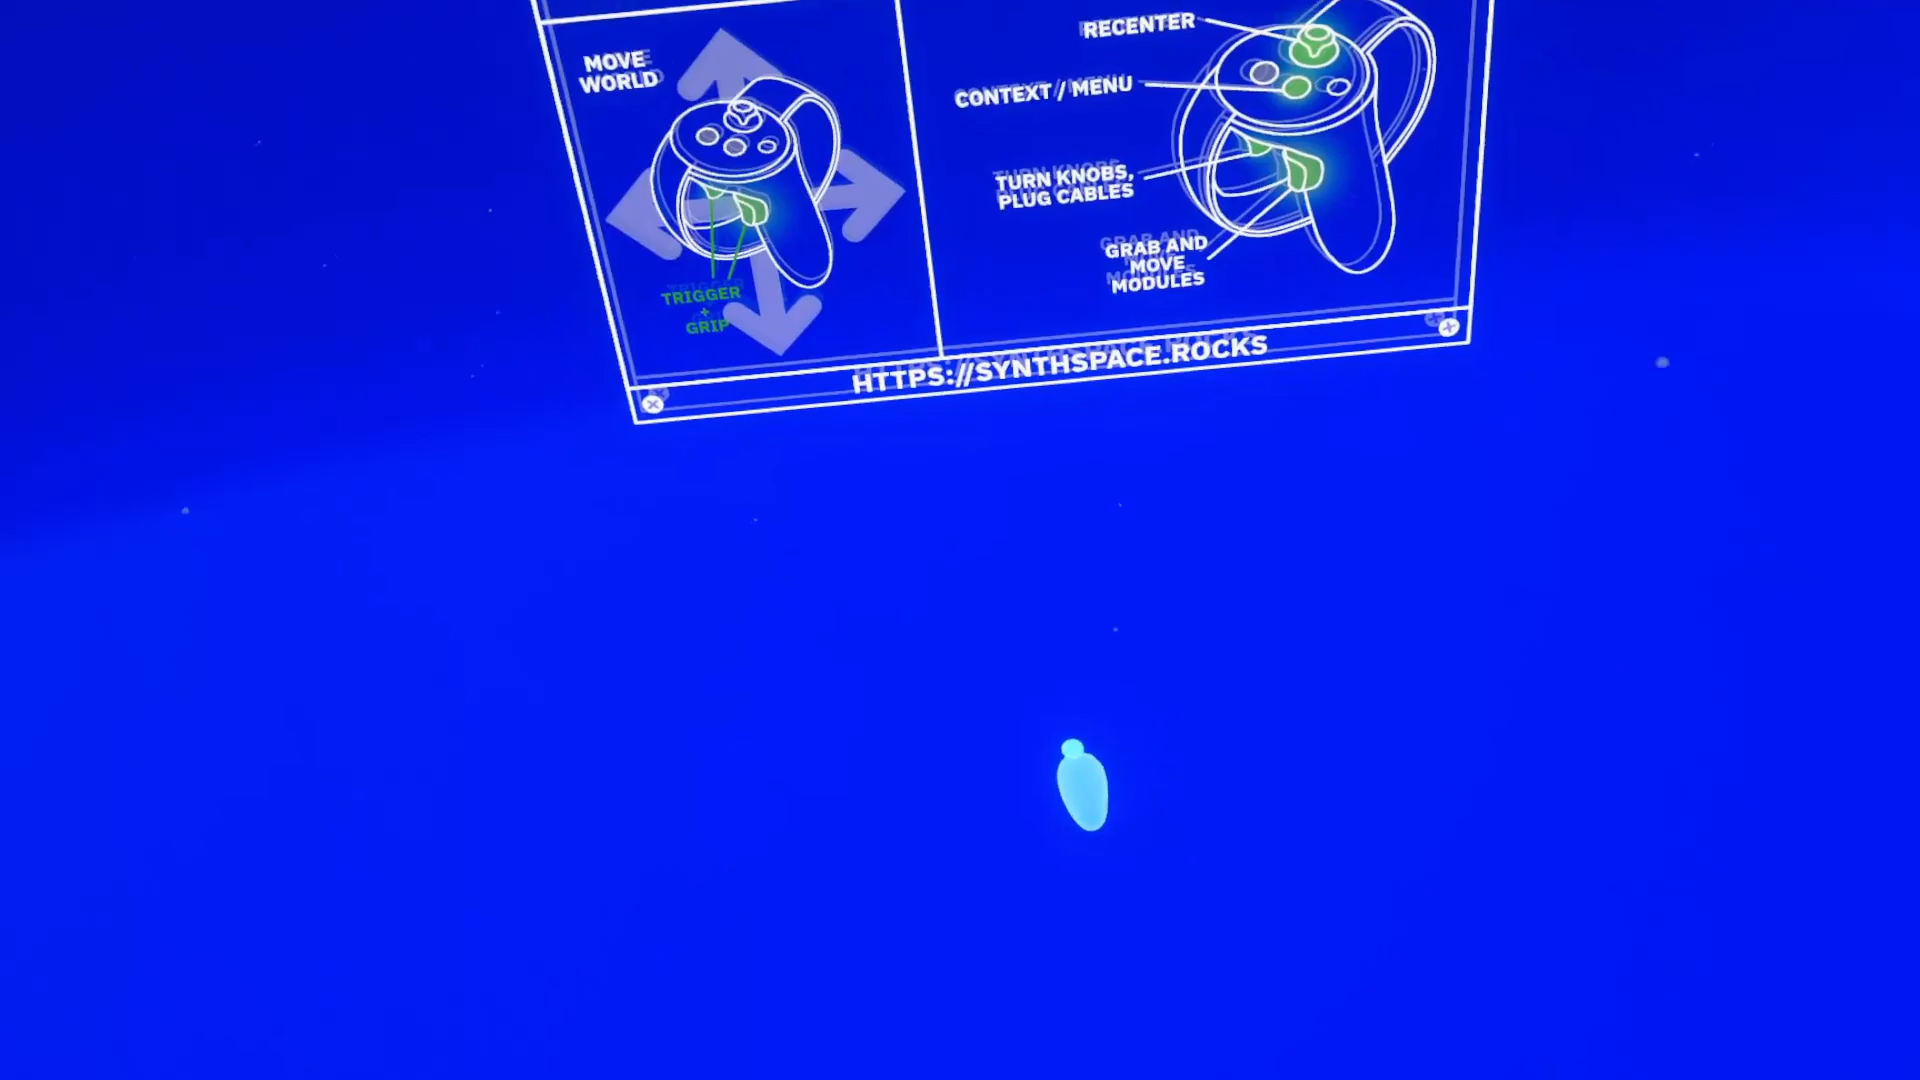 MOVE
WORLD
TRIGGER
+
GRIP
RECENTER
CONTEXT / MENU
TURN KNOBS,
PLUG CABLES
GRAB AND
MOVE
MODULES
HTTPS://SYNTHSPACE.ROCKS